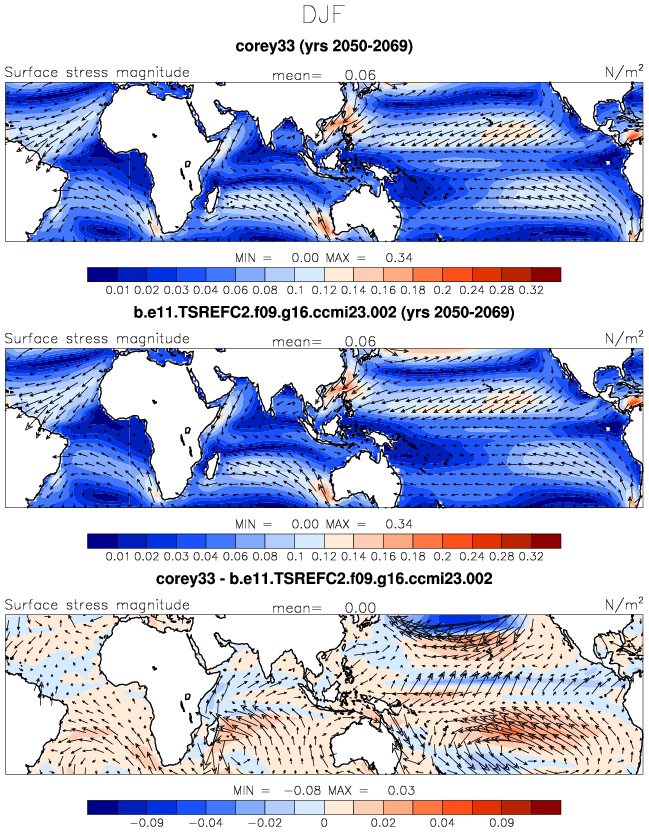 DJF
corey33 (yrs 2050-2069)
Surface stress magnitude mean= 0.06 N/m²
MIN = 0.00 MAX = 0.34
0.01 0.02 0.03 0.04 0.06 0.08 0.1 0.12 0.14 0.16 0.18 0.2 0.24 0.28 0.32
b.e11.TSREFC2.f09.g16.ccmi23.002 (yrs 2050-2069)
Surface stress magnitude mean= 0.06 N/m²
MIN = 0.00 MAX = 0.34
0.01 0.02 0.03 0.04 0.06 0.08 0.1 0.12 0.14 0.16 0.18 0.2 0.24 0.28 0.32
corey33 - b.e11.TSREFC2.f09.g16.ccmi23.002
Surface stress magnitude mean= 0.00 N/m²
MIN = -0.08 MAX = 0.03
-0.09 -0.04 -0.02 0 0.02 0.04 0.09